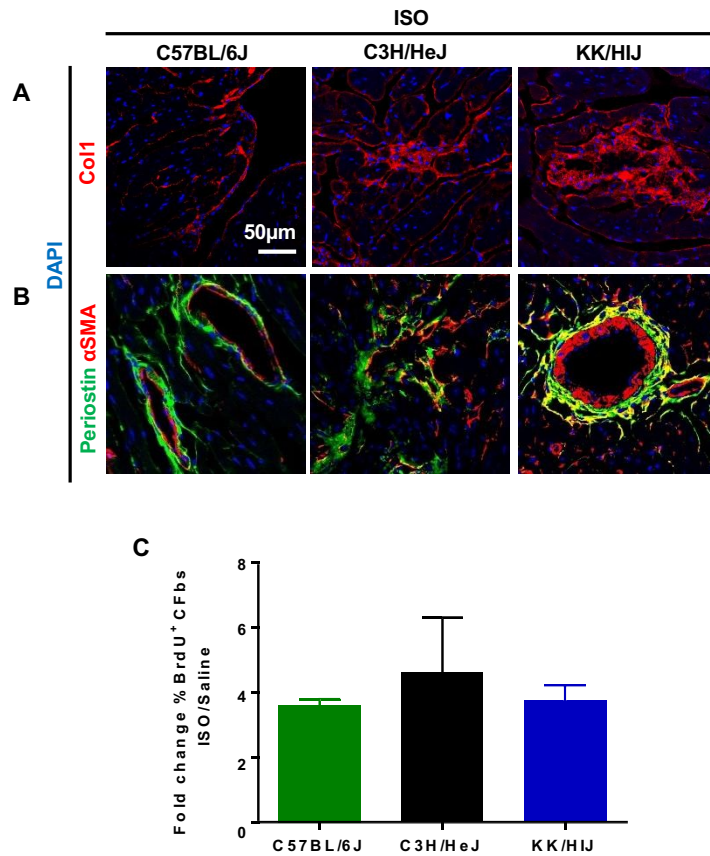 ISO
C57BL/6J C3H/HeJ KK/HIJ
A
Col1
50µm
DAPI
B
Periostin αSMA
C
Fold change % BrdU⁺ CFbs
ISO/Saline
8
6
4
2
0
C57BL/6J C3H/HeJ KK/HIJ